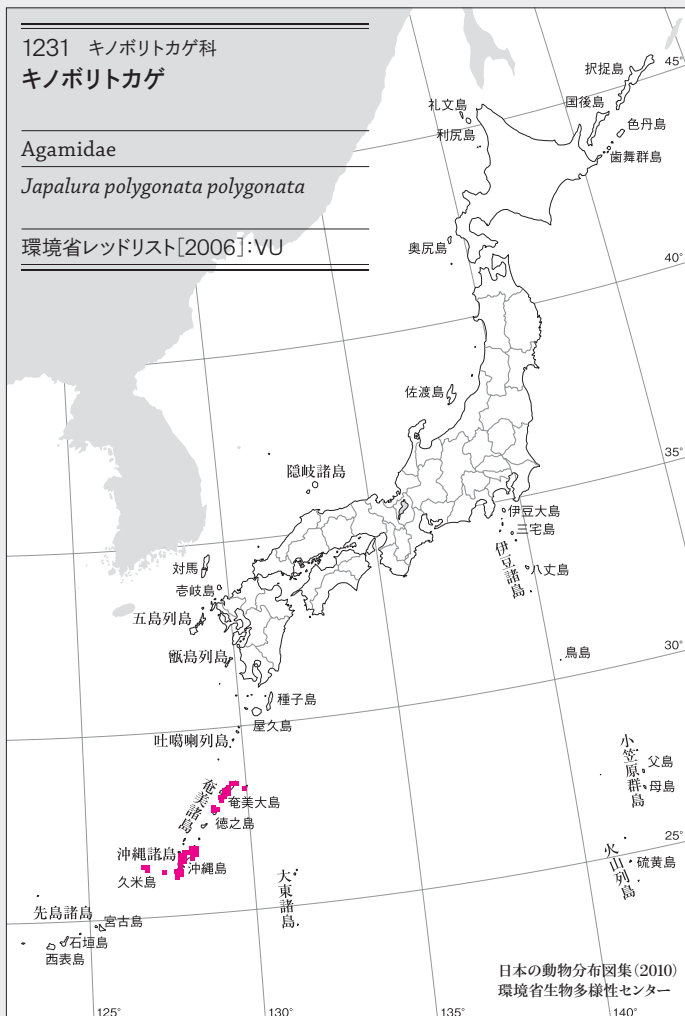 1231 キノボリトカゲ科
キノボリトカゲ
Agamidae
Japalura polygonata polygonata
環境省レッドリスト[2006]:VU
45°
択捉島
国後島
礼文島
色丹島
利尻島
歯舞群島
奥尻島
40°
佐渡島
35°
隠岐諸島
伊豆大島
三宅島
伊豆諸島
八丈島
対馬
壱岐島
五島列島
甑島列島
鳥島
30°
種子島
屋久島
吐噶喇列島
小笠原群島
父島
母島
奄美諸島
奄美大島
徳之島
25°
沖縄諸島
沖縄島
久米島
火山列島
硫黄島
大東諸島
先島諸島
宮古島
石垣島
西表島
日本の動物分布図集(2010)
環境省生物多様性センター
125°
130°
135°
140°